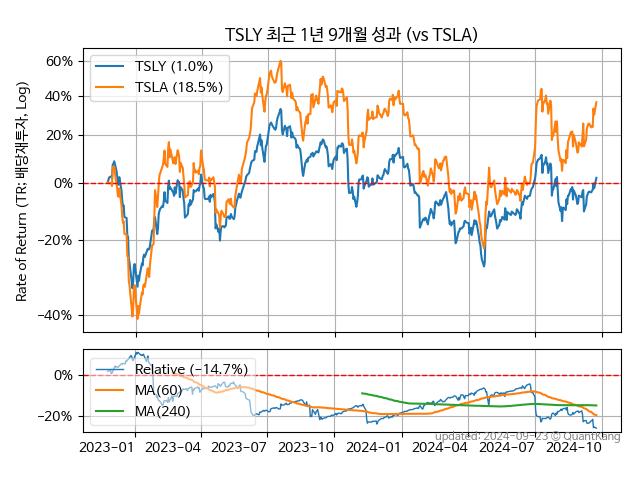 TSLY 최근 1년 9개월 성과 (vs TSLA)
Rate of Return (TR: 배당재투자, Log)
60%
40%
20%
0%
−20%
−40%
TSLY (1.0%)
TSLA (18.5%)
0%
−20%
Relative (−14.7%)
MA(60)
MA(240)
2023−01 2023−04 2023−07 2023−10 2024−01 2024−04 2024−07 2024−10
updated: 2024-09-23 © QuantKang